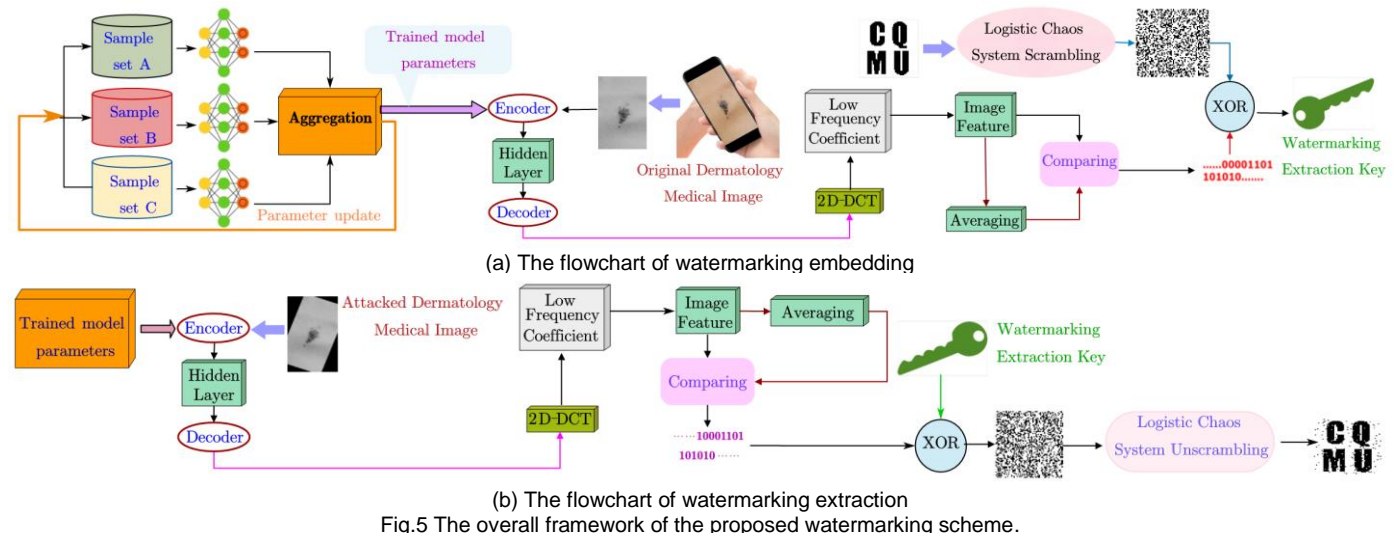 Sample
set A
Sample
set B
Sample
set C
Aggregation
Parameter update
Trained model
parameters
Encoder
Hidden
Layer
Decoder
Original Dermatology
Medical Image
2D-DCT
Low
Frequency
Coefficient
Image
Feature
Averaging
Comparing
C Q
M U
Logistic Chaos
System Scrambling
XOR
......00001101
101010.......
Watermarking
Extraction Key
(a) The flowchart of watermarking embedding
Trained model
parameters
Encoder
Hidden
Layer
Decoder
Attacked Dermatology
Medical Image
2D-DCT
Low
Frequency
Coefficient
Image
Feature
Averaging
Comparing
......10001101
101010......
Watermarking
Extraction Key
XOR
Logistic Chaos
System Unscrambling
C Q
M U
(b) The flowchart of watermarking extraction
Fig.5 The overall framework of the proposed watermarking scheme.